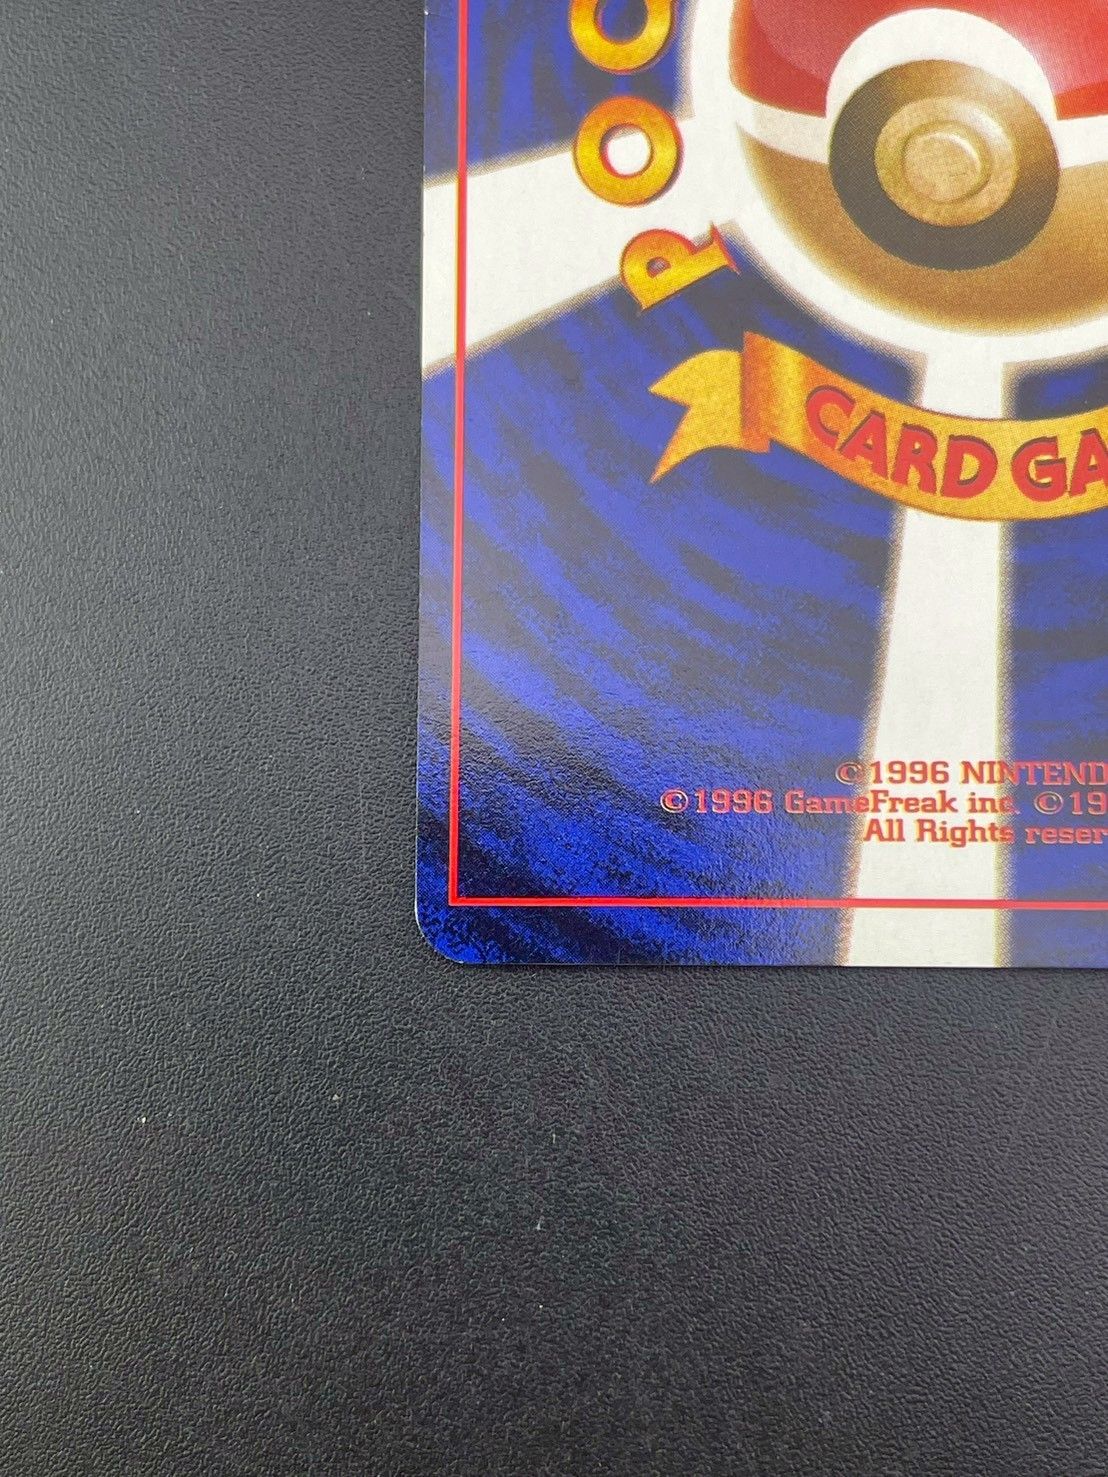 POC
CARD GA
©1996 NINTEND
©1996 GameFreak inc. ©19
All Rights reser